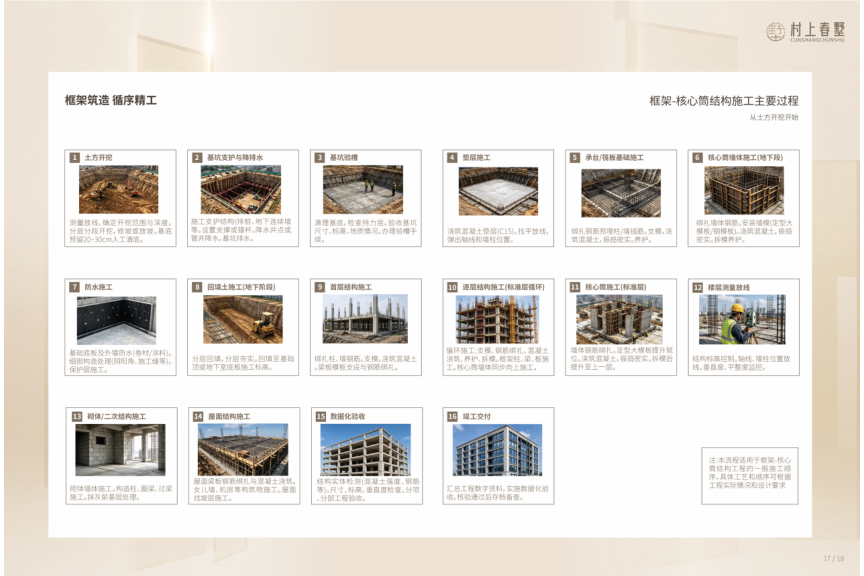 村上春墅
CUNSHANGCHUNSHU
框架筑造 循序精工
框架-核心筒结构施工主要过程
从土方开挖开始
1 土方开挖
测量放线，确定开挖范围与深度。
分层分段开挖，修坡或放坡，基底
预留20~30cm人工清底。
2 基坑支护与降排水
施工支护结构(排桩、地下连续墙
等)，设置支撑或锚杆，降水井点或
管井降水，基坑排水。
3 基坑验槽
清理基底，检查持力层。验收基坑
尺寸、标高、地质情况，办理验槽手
续。
4 垫层施工
浇筑混凝土垫层(C15)，找平放线，
弹出轴线和墙柱位置。
5 承台/筏板基础施工
绑扎钢筋预埋柱/墙插筋。支模，浇
筑混凝土，振捣密实。养护。
6 核心筒墙体施工(地下段)
绑扎墙体钢筋，安装墙模(定型大
模板/钢模板)，浇筑混凝土，振捣
密实，拆模养护。
7 防水施工
基础底板及外墙防水(卷材/涂料)。
细部构造处理(阴阳角、施工缝等)。
保护层施工。
8 回填土施工(地下阶段)
分层回填，分层夯实。回填至基础
顶或地下室底板施工标高。
9 首层结构施工
绑扎柱、墙钢筋，支模，浇筑混凝土
。梁板模板支设与钢筋绑扎。
10 逐层结构施工(标准层循环)
循环施工：支模、钢筋绑扎、混凝土
浇筑、养护、拆模。框架柱、梁、板施
工。核心筒墙体同步向上施工。
11 核心筒施工(标准层)
墙体钢筋绑扎，定型大模板提升就
位，浇筑混凝土，振捣密实，拆模后
提升至上一层。
12 楼层测量放线
结构标高控制，轴线、墙柱位置放
线，垂直度、平整度监控。
13 砌体/二次结构施工
砌体墙体施工，构造柱、圈梁、过梁
施工。抹灰前基层处理。
14 屋面结构施工
屋面梁板钢筋绑扎与混凝土浇筑。
女儿墙、机房等构筑物施工。屋面
找坡层施工。
15 数据化验收
结构实体检测(混凝土强度、钢筋
等)。尺寸、标高、垂直度检查。分项
、分部工程验收。
16 竣工交付
汇总工程数字资料，实施数据化验
收，核验通过后存档备查。
注：本流程适用于框架-核心
筒结构工程的一般施工顺
序，具体工艺和顺序可根据
工程实际情况和设计要求
17 / 18